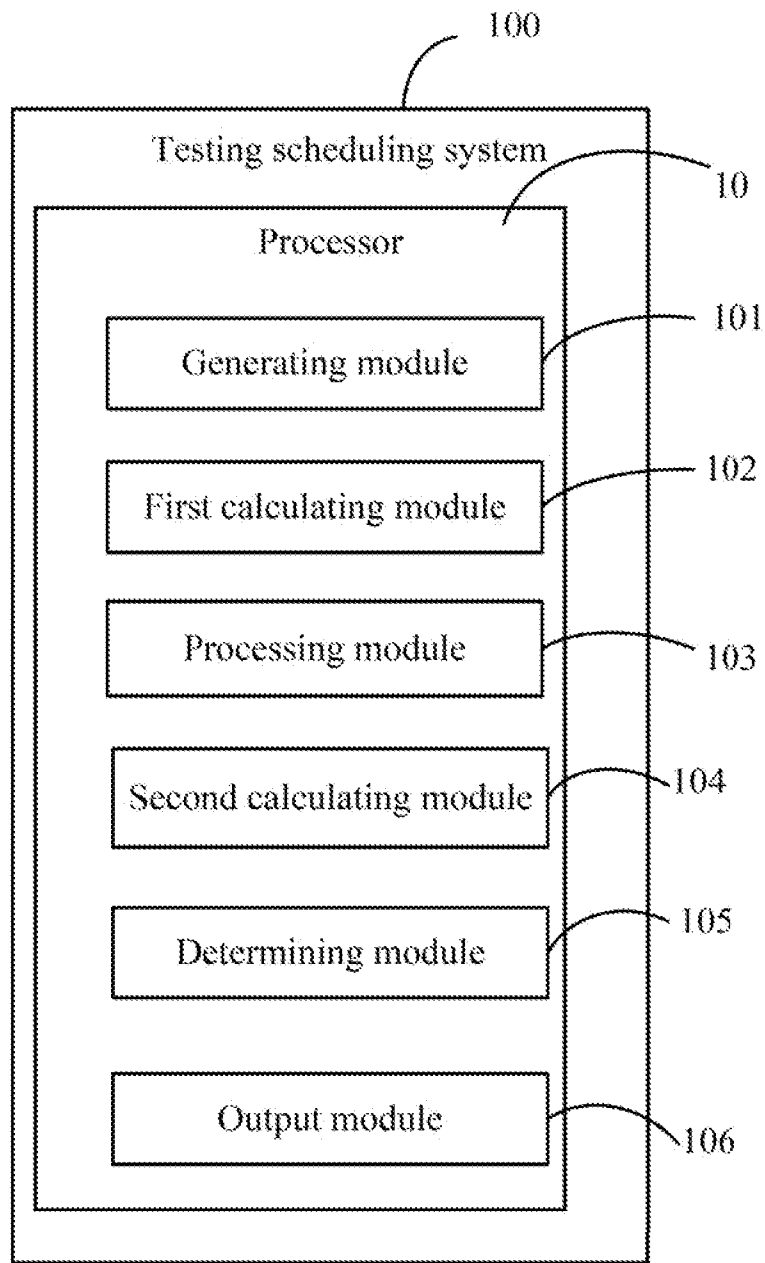 100
Testing scheduling system
10
Processor
101
Generating module
102
First calculating module
Processing module
103
Second calculating module
104
Determining module
105
Output module
106